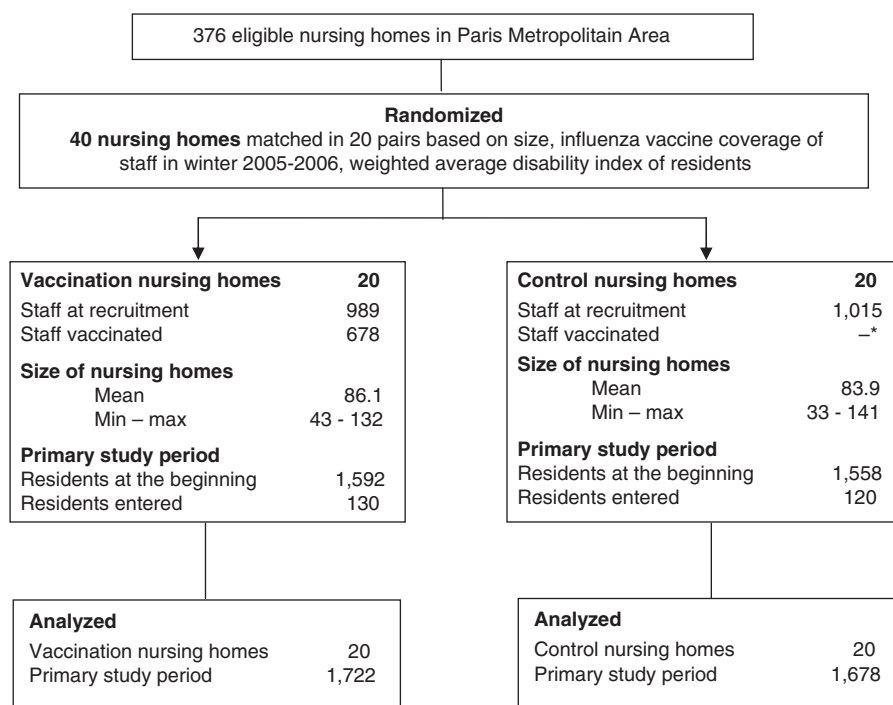 376 eligible nursing homes in Paris Metropolitain Area
Randomized
40 nursing homes matched in 20 pairs based on size, influenza vaccine coverage of
staff in winter 2005-2006, weighted average disability index of residents
Vaccination nursing homes 20
Staff at recruitment 989
Staff vaccinated 678
Size of nursing homes
Mean 86.1
Min – max 43 - 132
Primary study period
Residents at the beginning 1,592
Residents entered 130
Control nursing homes 20
Staff at recruitment 1,015
Staff vaccinated –*
Size of nursing homes
Mean 83.9
Min – max 33 - 141
Primary study period
Residents at the beginning 1,558
Residents entered 120
Analyzed
Vaccination nursing homes 20
Primary study period 1,722
Analyzed
Control nursing homes 20
Primary study period 1,678